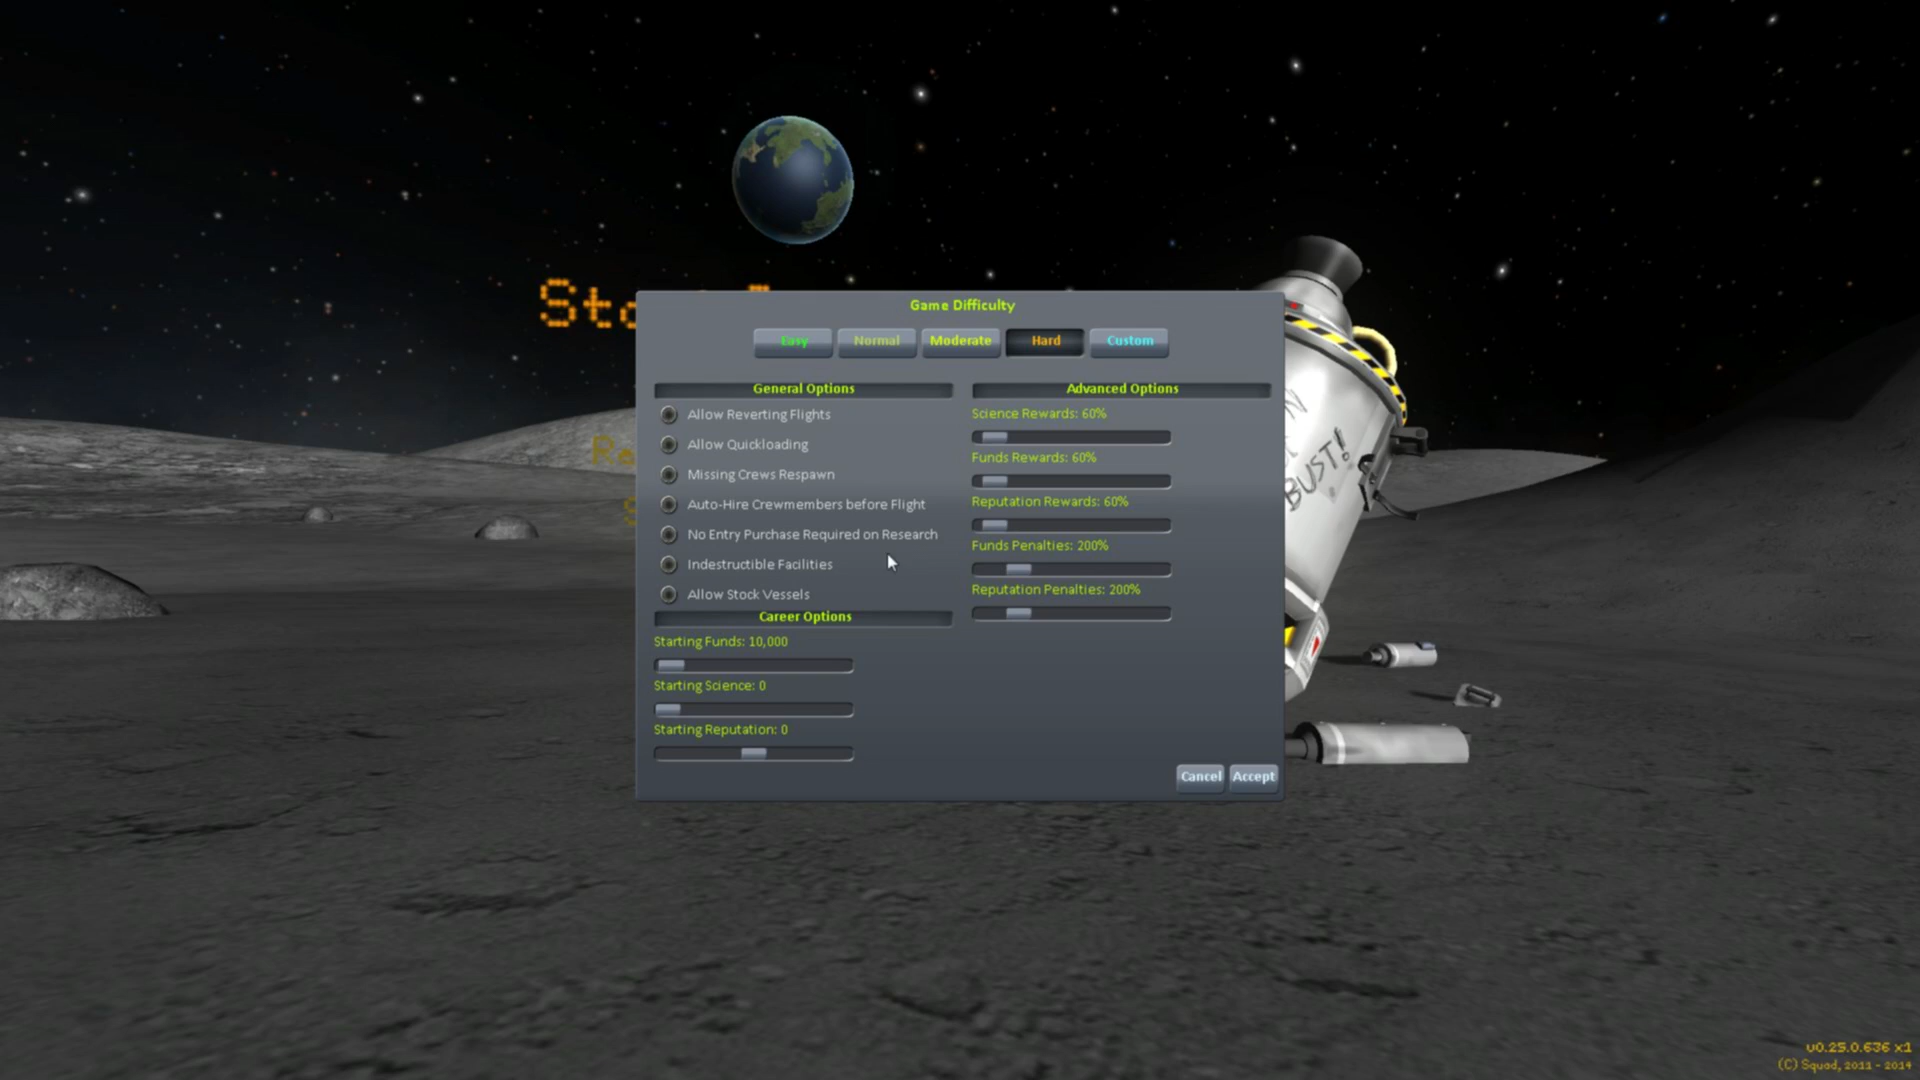 Sta
Game Difficulty
Easy Normal Moderate Hard Custom
General Options
Allow Reverting Flights
Allow Quickloading
Missing Crews Respawn
Auto-Hire Crewmembers before Flight
No Entry Purchase Required on Research
Indestructible Facilities
Allow Stock Vessels
Career Options
Starting Funds: 10,000
Starting Science: 0
Starting Reputation: 0
Advanced Options
Science Rewards: 60%
Funds Rewards: 60%
Reputation Rewards: 60%
Funds Penalties: 200%
Reputation Penalties: 200%
Cancel Accept
Re
S
BUST!
v0.25.0.636 x1
(C) Squad, 2011 - 2014